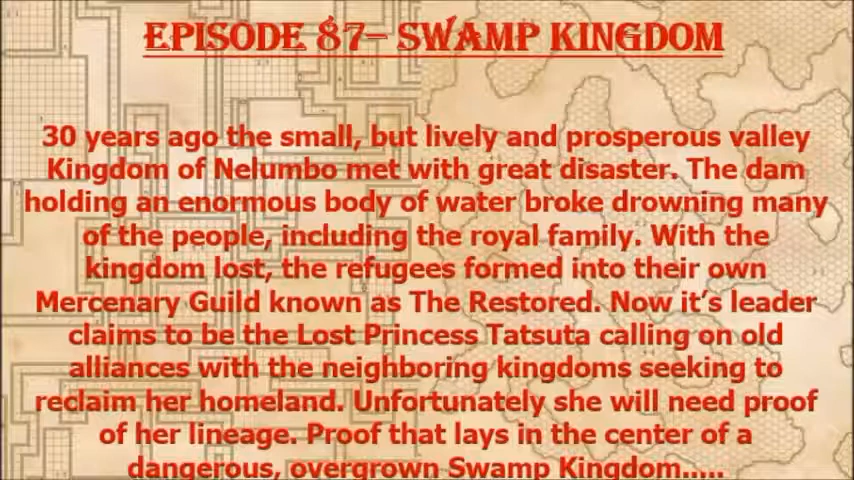 EPISODE 87– SWAMP KINGDOM
30 years ago the small, but lively and prosperous valley
Kingdom of Nelumbo met with great disaster. The dam
holding an enormous body of water broke drowning many
of the people, including the royal family. With the
kingdom lost, the refugees formed into their own
Mercenary Guild known as The Restored. Now it’s leader
claims to be the Lost Princess Tatsuta calling on old
alliances with the neighboring kingdoms seeking to
reclaim her homeland. Unfortunately she will need proof
of her lineage. Proof that lays in the center of a
dangerous, overgrown Swamp Kingdom.....